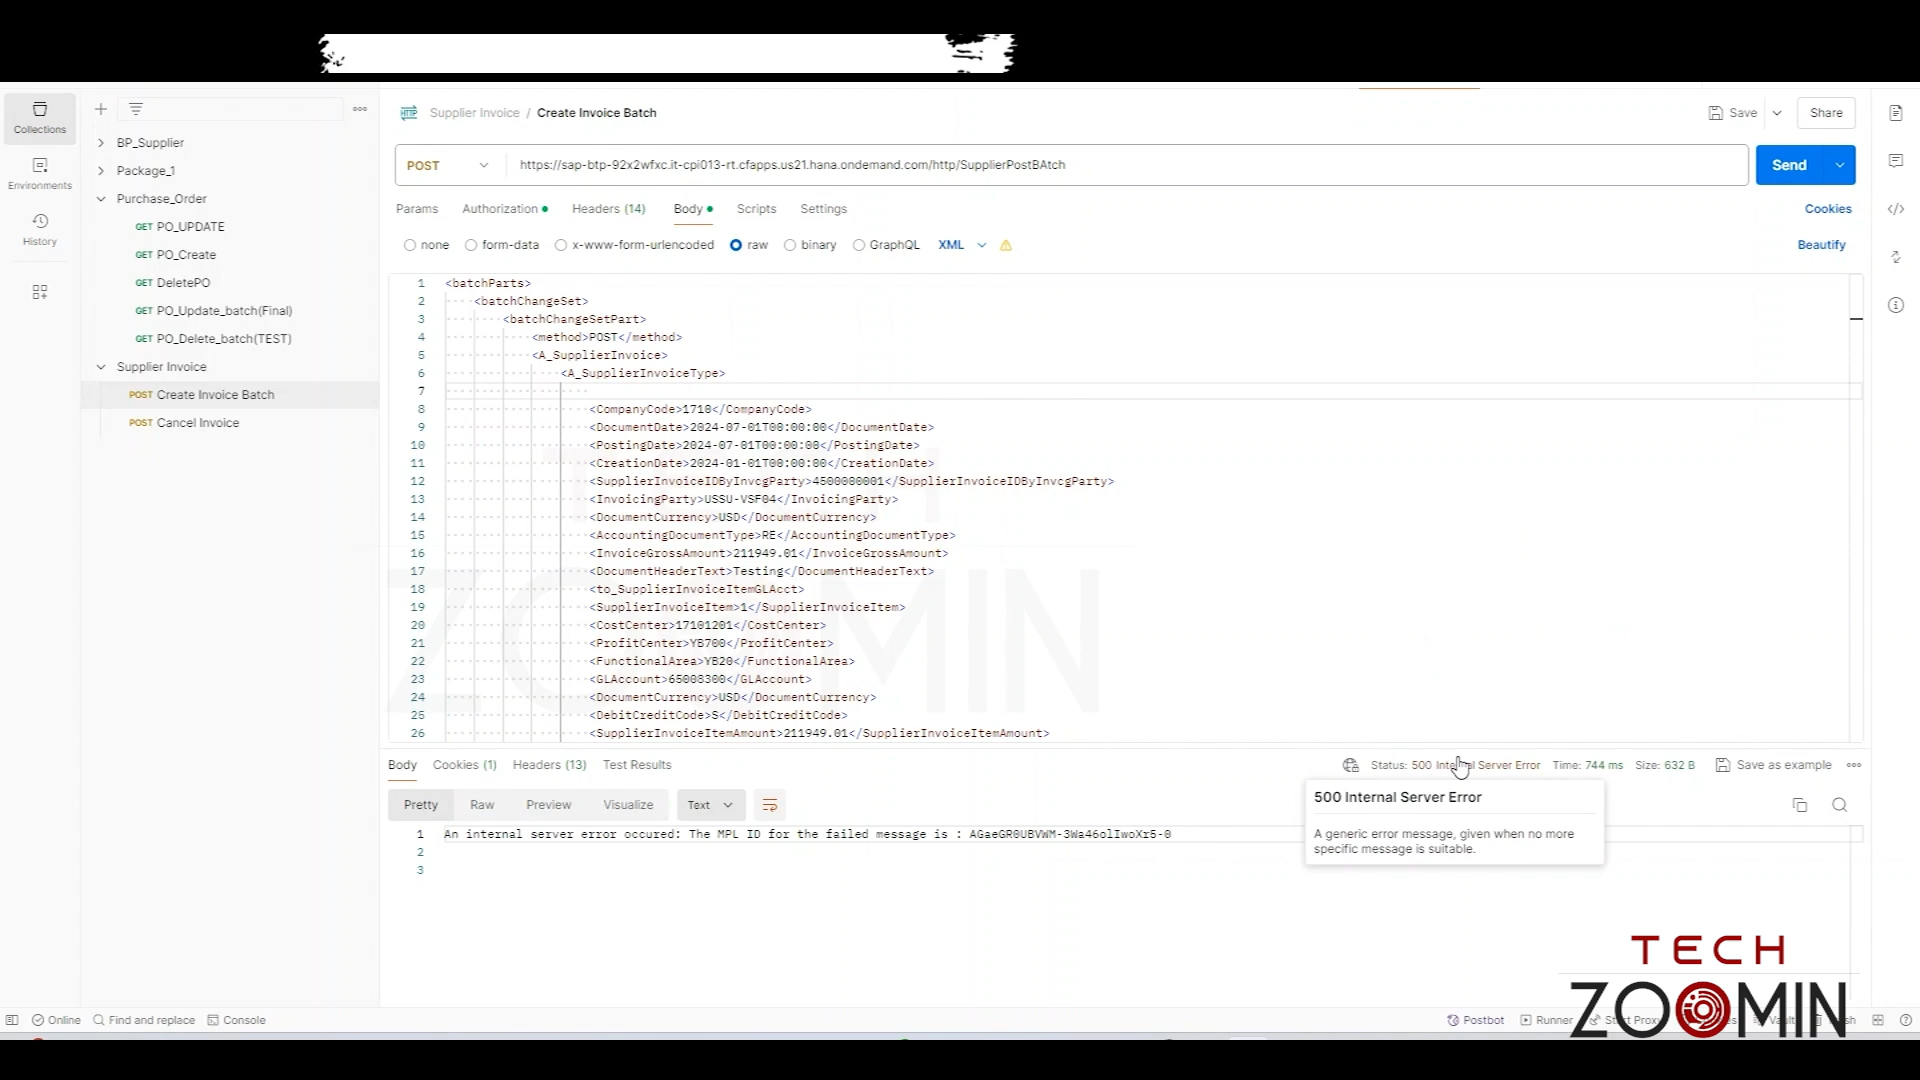 Collections
Environments
History
BP_Supplier
Package_1
Purchase_Order
GET PO_UPDATE
GET PO_Create
GET DeletePO
GET PO_Update_batch(Final)
GET PO_Delete_batch(TEST)
Supplier Invoice
POST Create Invoice Batch
POST Cancel Invoice
HTTP Supplier Invoice / Create Invoice Batch
Save
Share
POST https://sap-btp-92x2wfxc.it-cpi013-rt.cfapps.us21.hana.ondemand.com/http/SupplierPostBAtch
Send
Params Authorization Headers (14) Body Scripts Settings Cookies
none form-data x-www-form-urlencoded raw binary GraphQL XML Beautify
1 <batchParts>
2 <batchChangeSet>
3 <batchChangeSetPart>
4 <method>POST</method>
5 <A_SupplierInvoice>
6 <A_SupplierInvoiceType>
7
8 <CompanyCode>1710</CompanyCode>
9 <DocumentDate>2024-07-01T00:00:00</DocumentDate>
10 <PostingDate>2024-07-01T00:00:00</PostingDate>
11 <CreationDate>2024-01-01T00:00:00</CreationDate>
12 <SupplierInvoiceIDByInvcgParty>4500000001</SupplierInvoiceIDByInvcgParty>
13 <InvoicingParty>USSU-VSF04</InvoicingParty>
14 <DocumentCurrency>USD</DocumentCurrency>
15 <AccountingDocumentType>RE</AccountingDocumentType>
16 <InvoiceGrossAmount>211949.01</InvoiceGrossAmount>
17 <DocumentHeaderText>Testing</DocumentHeaderText>
18 <to_SupplierInvoiceItemGLAcct>
19 <SupplierInvoiceItem>1</SupplierInvoiceItem>
20 <CostCenter>17101201</CostCenter>
21 <ProfitCenter>YB700</ProfitCenter>
22 <FunctionalArea>YB20</FunctionalArea>
23 <GLAccount>65008300</GLAccount>
24 <DocumentCurrency>USD</DocumentCurrency>
25 <DebitCreditCode>S</DebitCreditCode>
26 <SupplierInvoiceItemAmount>211949.01</SupplierInvoiceItemAmount>
ZOOMIN
Body Cookies (1) Headers (13) Test Results
Status: 500 Internal Server Error Time: 744 ms Size: 632 B Save as example
Pretty Raw Preview Visualize Text
500 Internal Server Error
A generic error message, given when no more
specific message is suitable.
1 An internal server error occured: The MPL ID for the failed message is : AGaeGR0UBVWM-3Wa46olIwoXr5-0
2
3
TECH
ZOOMIN
Online Find and replace Console
Postbot Runner Start Proxy